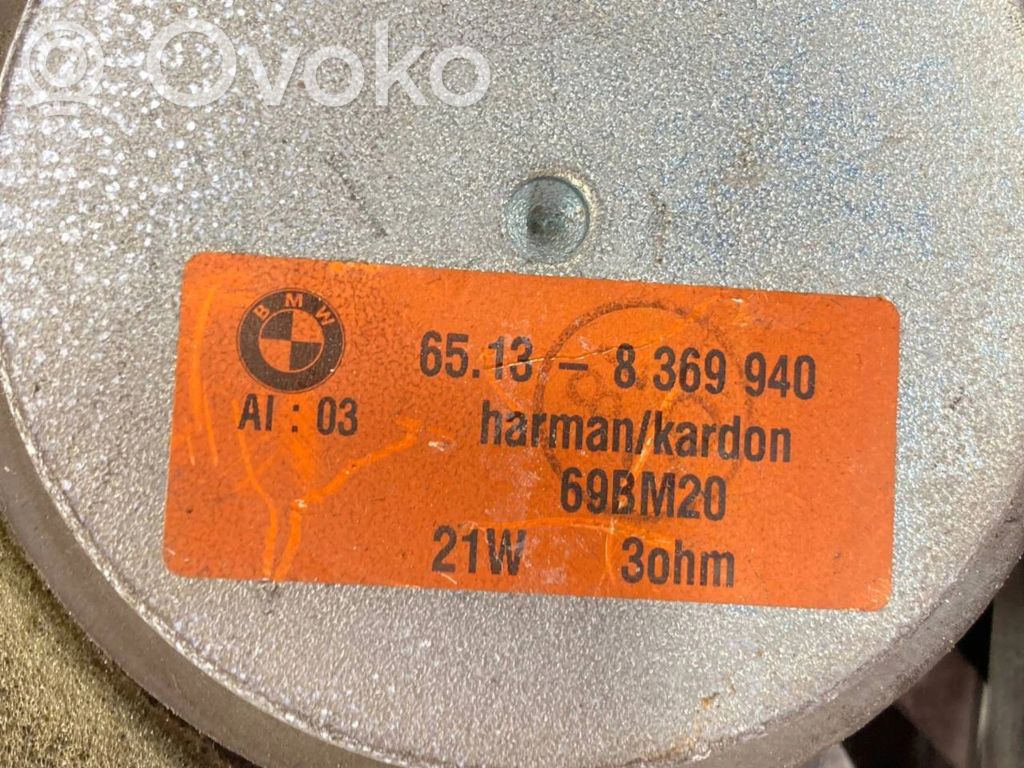 Ovoko
BMW
65.13 - 8 369 940
AI : 03
harman/kardon
69BM20
21W 3ohm